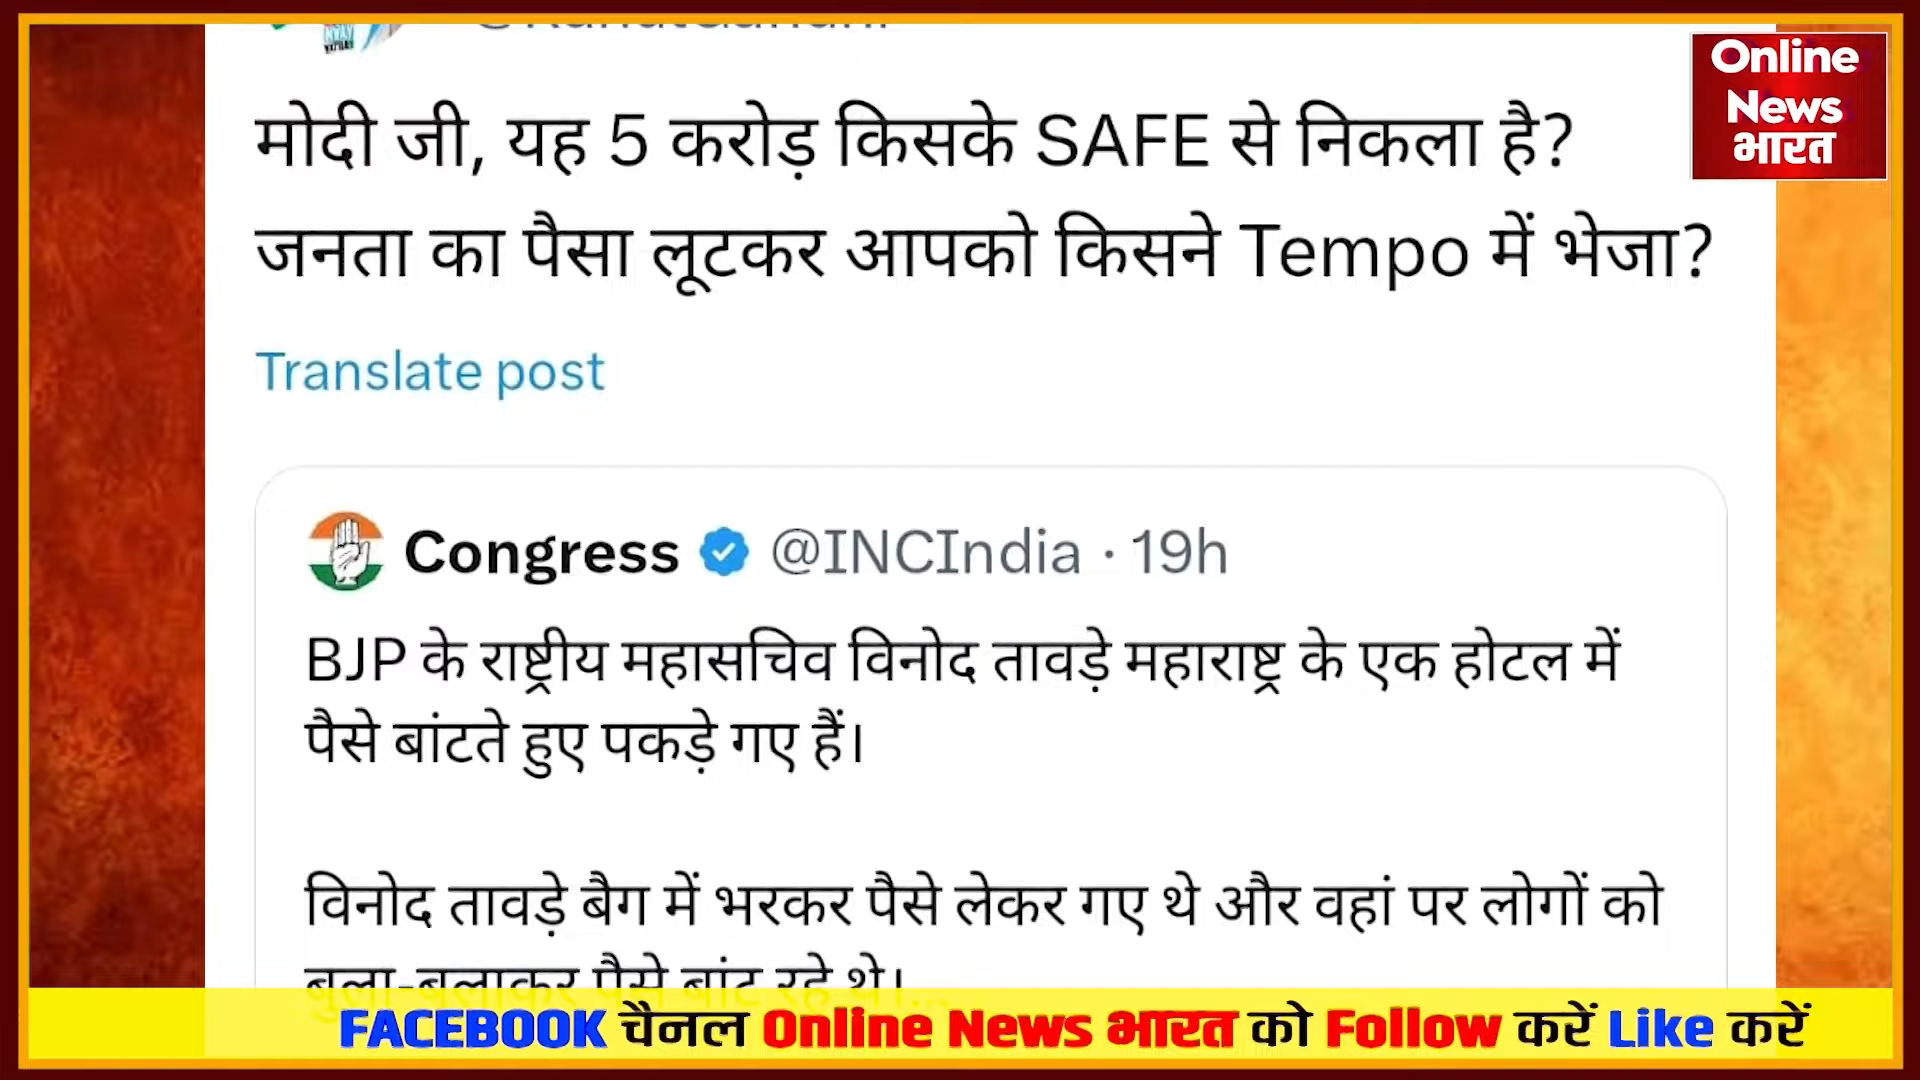 मोदी जी, यह 5 करोड़ किसके SAFE से निकला है?
जनता का पैसा लूटकर आपको किसने Tempo में भेजा?
Translate post
Congress @INCIndia · 19h
BJP के राष्ट्रीय महासचिव विनोद तावड़े महाराष्ट्र के एक होटल में
पैसे बांटते हुए पकड़े गए हैं।
विनोद तावड़े बैग में भरकर पैसे लेकर गए थे और वहां पर लोगों को
बुला-बुलाकर पैसे बांट रहे थे।...
Online
News
भारत
FACEBOOK चैनल Online News भारत को Follow करें Like करें